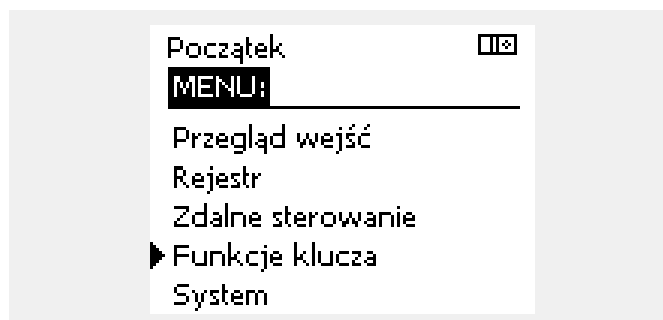 Początek
MENU:
Przegląd wejść
Rejestr
Zdalne sterowanie
Funkcje klucza
System